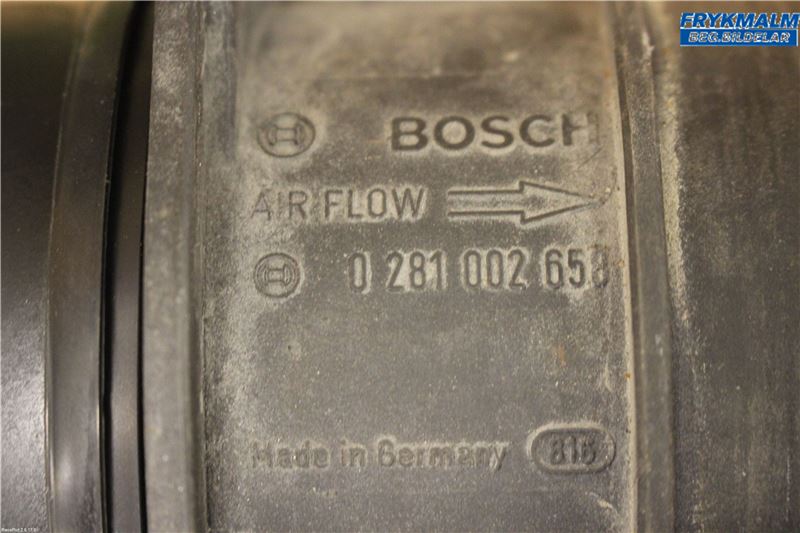 FRYKMALM
BEG.BILDELAR
BOSCH
AIR FLOW
0 281 002 658
Made in Germany
816